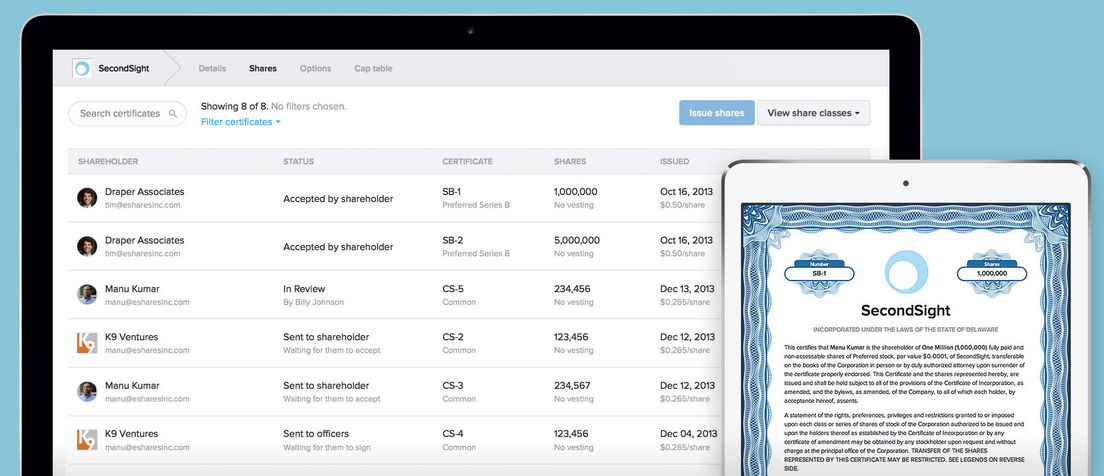 SecondSight
Details
Shares
Options
Cap table
Search certificates
Showing 8 of 8. No filters chosen.
Filter certificates
Issue shares
View share classes
SHAREHOLDER STATUS CERTIFICATE SHARES ISSUED
Draper Associates Accepted by shareholder SB-1 1,000,000 Oct 16, 2013
tim@esharesinc.com Preferred Series B No vesting $0.50/share
Draper Associates Accepted by shareholder SB-2 5,000,000 Oct 16, 2013
tim@esharesinc.com Preferred Series B No vesting $0.50/share
Manu Kumar In Review CS-5 234,456 Dec 13, 2013
manu@esharesinc.com By Billy Johnson Common No vesting $0.265/share
K9
K9 Ventures Sent to shareholder CS-2 123,456 Dec 12, 2013
manu@esharesinc.com Waiting for them to accept Common No vesting $0.265/share
Manu Kumar Sent to shareholder CS-3 234,567 Dec 12, 2013
manu@esharesinc.com Waiting for them to accept Common No vesting $0.265/share
K9
K9 Ventures Sent to officers CS-4 123,456 Dec 04, 2013
manu@esharesinc.com Waiting for them to sign Common No vesting $0.265/share
Number
SB-1
Shares
1,000,000
SecondSight
INCORPORATED UNDER THE LAWS OF THE STATE OF DELAWARE
This certifies that Manu Kumar is the shareholder of One Million (1,000,000) fully paid and
non-assessable shares of Preferred stock, par value $0.0001, of SecondSight, transferable
on the books of the Corporation in person or by duly authorized attorney upon surrender of
the certificate properly endorsed. This Certificate and the shares represented hereby, are
issued and shall be held subject to all of the provisions of the Certificate of Incorporation, as
amended, and the bylaws, as amended, of the Company, to all of which each holder, by
acceptance hereof, assents.
A statement of the rights, preferences, privileges and restrictions granted to or imposed
upon each class or series of shares of stock of the Corporation authorized to be issued and
upon the holders thereof as established by the Certificate of Incorporation or by any
certificate of amendment may be obtained by any stockholder upon request and without
charge at the principal office of the Corporation. TRANSFER OF THE SHARES
REPRESENTED BY THIS CERTIFICATE MAY BE RESTRICTED. SEE LEGENDS ON REVERSE
SIDE.